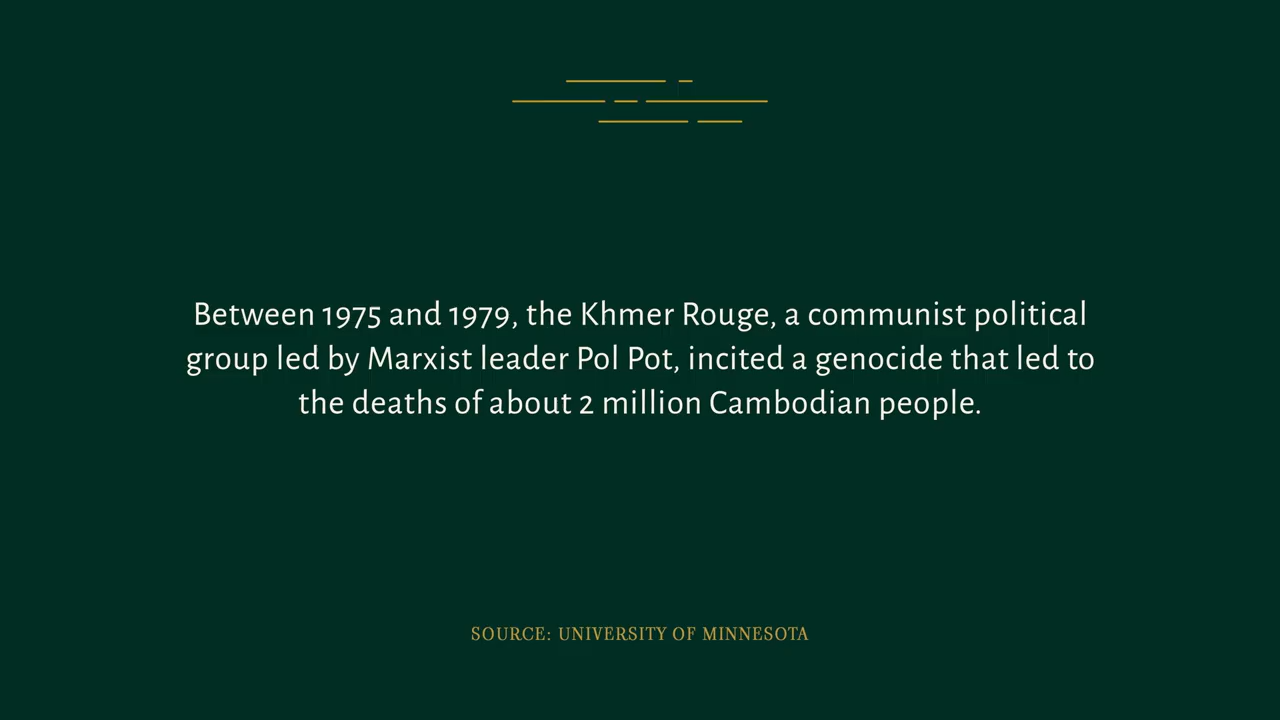 Between 1975 and 1979, the Khmer Rouge, a communist political
group led by Marxist leader Pol Pot, incited a genocide that led to
the deaths of about 2 million Cambodian people.
SOURCE: UNIVERSITY OF MINNESOTA